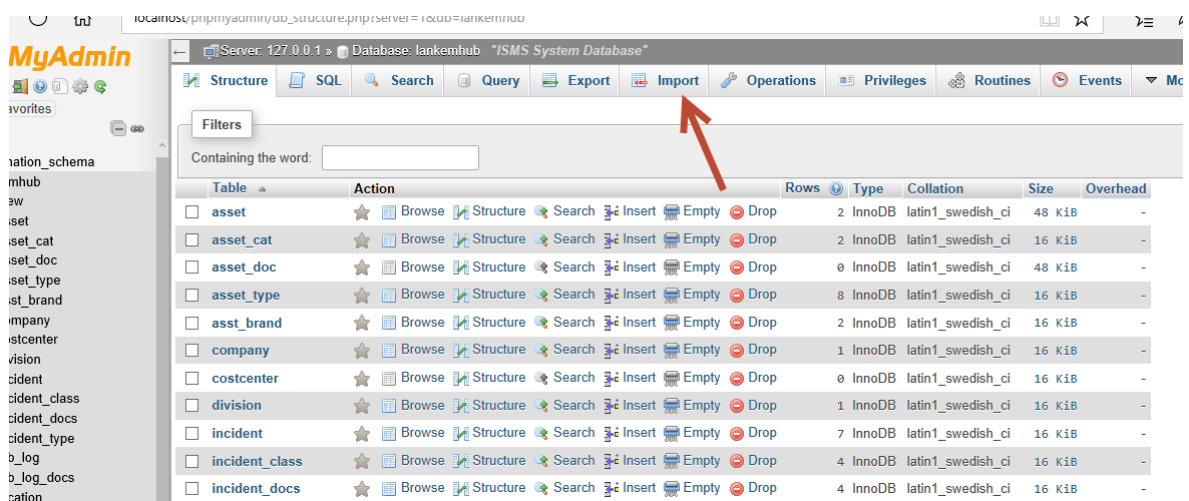 localhost/phpmyadmin/db_structure.php?server=1&db=lankemhub
MyAdmin
← Server: 127.0.0.1 » Database: lankemhub "ISMS System Database"
Structure SQL Search Query Export Import Operations Privileges Routines Events Mo
avorites
Filters
Containing the word:
nation_schema
mhub
ew
sset
sset_cat
sset_doc
sset_type
sst_brand
ompany
ostcenter
vision
cident
cident_class
cident_docs
cident_type
b_log
b_log_docs
cation
Table Action Rows Type Collation Size Overhead
asset Browse Structure Search Insert Empty Drop 2 InnoDB latin1_swedish_ci 48 KiB -
asset_cat Browse Structure Search Insert Empty Drop 2 InnoDB latin1_swedish_ci 16 KiB -
asset_doc Browse Structure Search Insert Empty Drop 0 InnoDB latin1_swedish_ci 48 KiB -
asset_type Browse Structure Search Insert Empty Drop 8 InnoDB latin1_swedish_ci 16 KiB -
asst_brand Browse Structure Search Insert Empty Drop 2 InnoDB latin1_swedish_ci 16 KiB -
company Browse Structure Search Insert Empty Drop 1 InnoDB latin1_swedish_ci 16 KiB -
costcenter Browse Structure Search Insert Empty Drop 0 InnoDB latin1_swedish_ci 16 KiB -
division Browse Structure Search Insert Empty Drop 1 InnoDB latin1_swedish_ci 16 KiB -
incident Browse Structure Search Insert Empty Drop 7 InnoDB latin1_swedish_ci 16 KiB -
incident_class Browse Structure Search Insert Empty Drop 4 InnoDB latin1_swedish_ci 16 KiB -
incident_docs Browse Structure Search Insert Empty Drop 4 InnoDB latin1_swedish_ci 16 KiB -